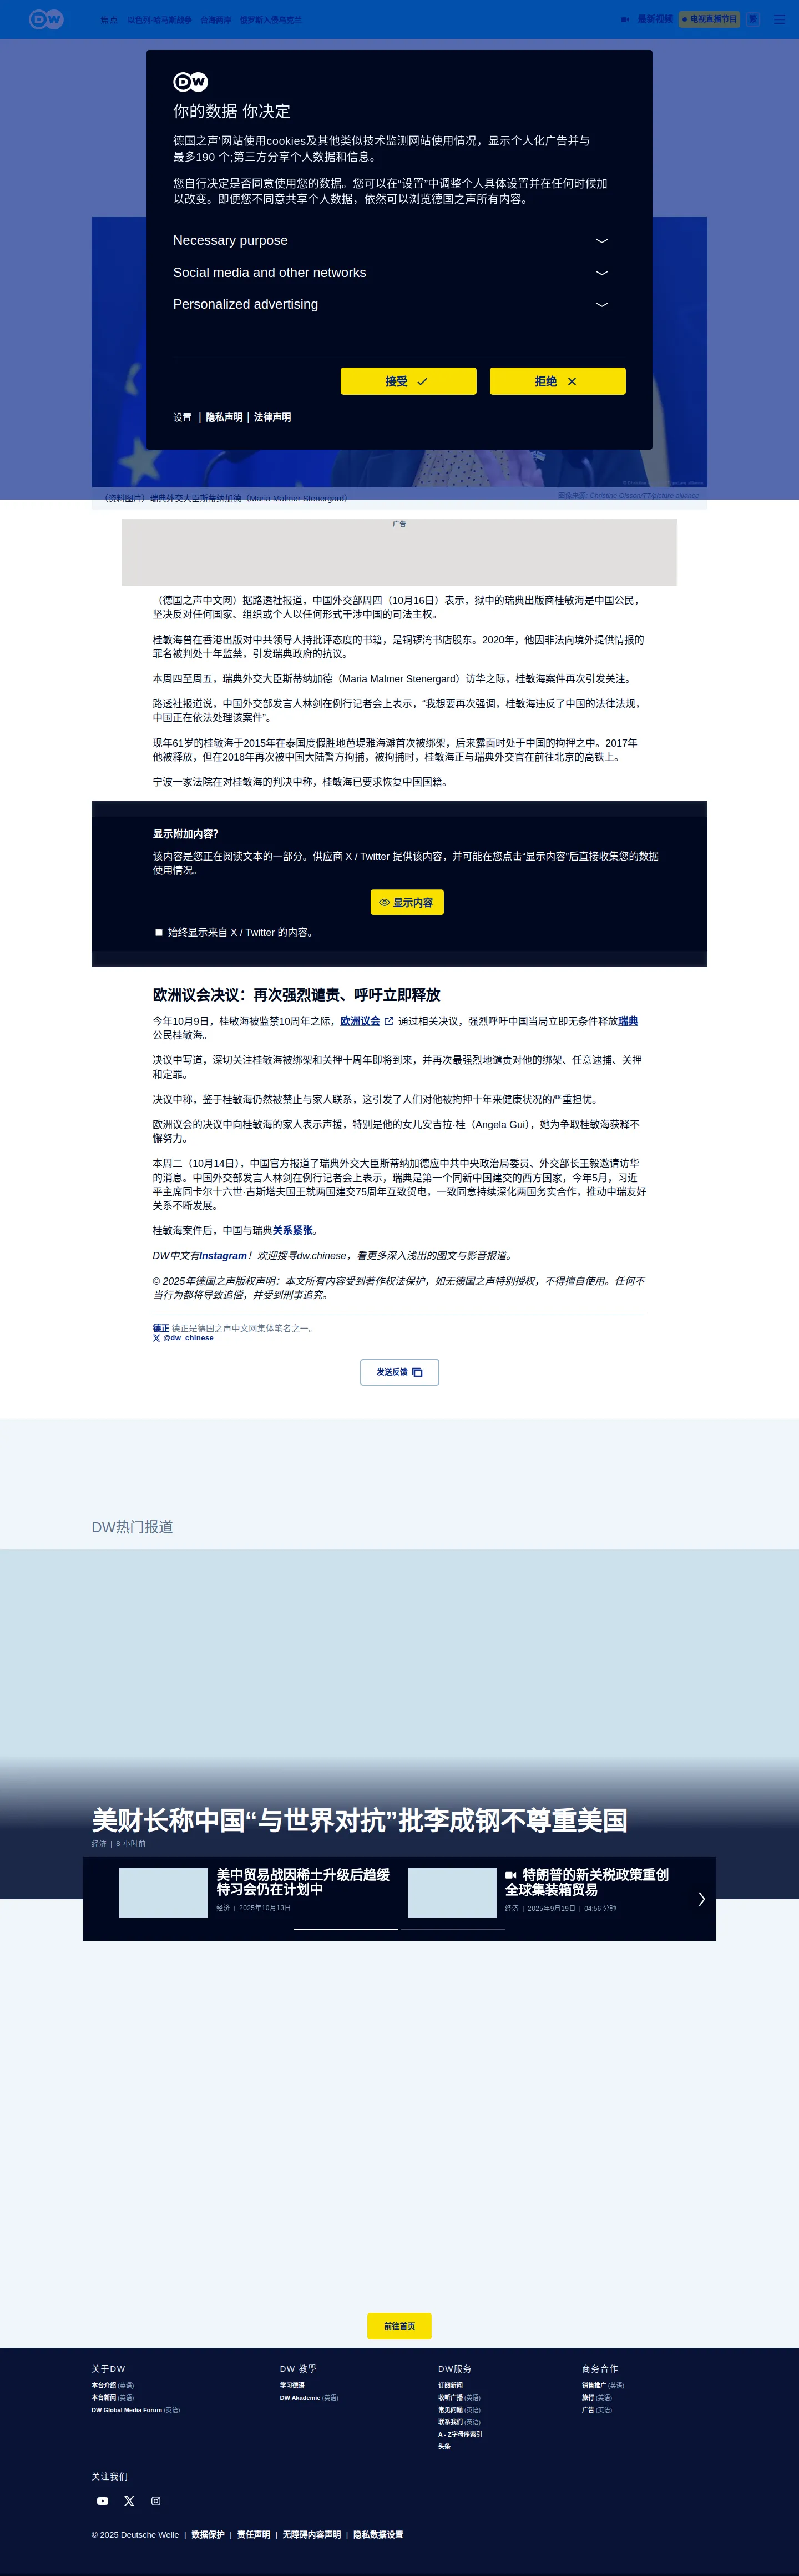 DW
焦点 以色列-哈马斯战争 台海两岸 俄罗斯入侵乌克兰
最新视频 电视直播节目 繁
DW
你的数据 你决定
德国之声'网站使用cookies及其他类似技术监测网站使用情况，显示个人化广告并与
最多190 个;第三方分享个人数据和信息。
您自行决定是否同意使用您的数据。您可以在“设置”中调整个人具体设置并在任何时候加
以改变。即便您不同意共享个人数据，依然可以浏览德国之声所有内容。
Necessary purpose
Social media and other networks
Personalized advertising
接受 拒绝
设置 | 隐私声明 | 法律声明
（资料图片）瑞典外交大臣斯蒂纳加德（Maria Malmer Stenergard）
图像来源: Christine Olsson/TT/picture alliance
广告
（德国之声中文网）据路透社报道，中国外交部周四（10月16日）表示，狱中的瑞典出版商桂敏海是中国公民，
坚决反对任何国家、组织或个人以任何形式干涉中国的司法主权。
桂敏海曾在香港出版对中共领导人持批评态度的书籍，是铜锣湾书店股东。2020年，他因非法向境外提供情报的
罪名被判处十年监禁，引发瑞典政府的抗议。
本周四至周五，瑞典外交大臣斯蒂纳加德（Maria Malmer Stenergard）访华之际，桂敏海案件再次引发关注。
路透社报道说，中国外交部发言人林剑在例行记者会上表示，“我想要再次强调，桂敏海违反了中国的法律法规，
中国正在依法处理该案件”。
现年61岁的桂敏海于2015年在泰国度假胜地芭堤雅海滩首次被绑架，后来露面时处于中国的拘押之中。2017年
他被释放，但在2018年再次被中国大陆警方拘捕，被拘捕时，桂敏海正与瑞典外交官在前往北京的高铁上。
宁波一家法院在对桂敏海的判决中称，桂敏海已要求恢复中国国籍。
显示附加内容？
该内容是您正在阅读文本的一部分。供应商 X / Twitter 提供该内容，并可能在您点击“显示内容”后直接收集您的数据
使用情况。
显示内容
始终显示来自 X / Twitter 的内容。
欧洲议会决议：再次强烈谴责、呼吁立即释放
今年10月9日，桂敏海被监禁10周年之际，欧洲议会 通过相关决议，强烈呼吁中国当局立即无条件释放瑞典
公民桂敏海。
决议中写道，深切关注桂敏海被绑架和关押十周年即将到来，并再次最强烈地谴责对他的绑架、任意逮捕、关押
和定罪。
决议中称，鉴于桂敏海仍然被禁止与家人联系，这引发了人们对他被拘押十年来健康状况的严重担忧。
欧洲议会的决议中向桂敏海的家人表示声援，特别是他的女儿安吉拉·桂（Angela Gui），她为争取桂敏海获释不
懈努力。
本周二（10月14日），中国官方报道了瑞典外交大臣斯蒂纳加德应中共中央政治局委员、外交部长王毅邀请访华
的消息。中国外交部发言人林剑在例行记者会上表示，瑞典是第一个同新中国建交的西方国家，今年5月，习近
平主席同卡尔十六世·古斯塔夫国王就两国建交75周年互致贺电，一致同意持续深化两国务实合作，推动中瑞友好
关系不断发展。
桂敏海案件后，中国与瑞典关系紧张。
DW中文有Instagram！欢迎搜寻dw.chinese，看更多深入浅出的图文与影音报道。
© 2025年德国之声版权声明：本文所有内容受到著作权法保护，如无德国之声特别授权，不得擅自使用。任何不
当行为都将导致追偿，并受到刑事追究。
德正 德正是德国之声中文网集体笔名之一。
@dw_chinese
发送反馈
DW热门报道
美财长称中国“与世界对抗”批李成钢不尊重美国
经济 | 8 小时前
美中贸易战因稀土升级后趋缓
特习会仍在计划中
经济 | 2025年10月13日
特朗普的新关税政策重创
全球集装箱贸易
经济 | 2025年9月19日 | 04:56 分钟
前往首页
关于DW
本台介绍 (英语)
本台新闻 (英语)
DW Global Media Forum (英语)
DW 教學
学习德语
DW Akademie (英语)
DW服务
订阅新闻
收听广播 (英语)
常见问题 (英语)
联系我们 (英语)
A - Z字母序索引
头条
商务合作
销售推广 (英语)
旅行 (英语)
广告 (英语)
关注我们
© 2025 Deutsche Welle | 数据保护 | 责任声明 | 无障碍内容声明 | 隐私数据设置